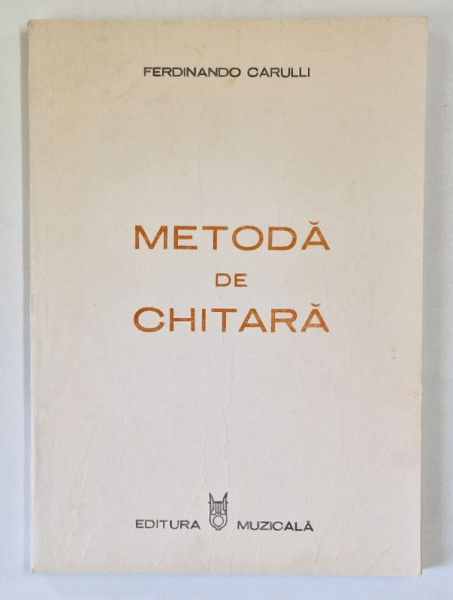 FERDINANDO CARULLI
METODĂ
DE
CHITARĂ
EDITURA MUZICALĂ